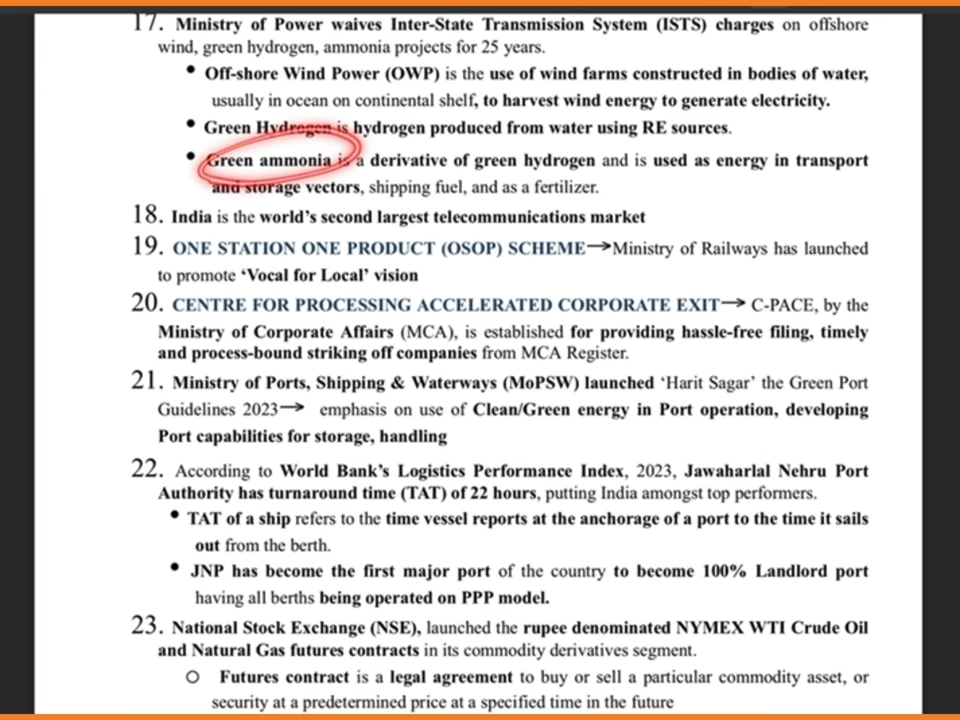 17. Ministry of Power waives Inter-State Transmission System (ISTS) charges on offshore
wind, green hydrogen, ammonia projects for 25 years.
• Off-shore Wind Power (OWP) is the use of wind farms constructed in bodies of water,
usually in ocean on continental shelf, to harvest wind energy to generate electricity.
• Green Hydrogen is hydrogen produced from water using RE sources.
• Green ammonia is a derivative of green hydrogen and is used as energy in transport
and storage vectors, shipping fuel, and as a fertilizer.
18. India is the world's second largest telecommunications market
19. ONE STATION ONE PRODUCT (OSOP) SCHEME→Ministry of Railways has launched
to promote 'Vocal for Local' vision
20. CENTRE FOR PROCESSING ACCELERATED CORPORATE EXIT→ C-PACE, by the
Ministry of Corporate Affairs (MCA), is established for providing hassle-free filing, timely
and process-bound striking off companies from MCA Register.
21. Ministry of Ports, Shipping & Waterways (MoPSW) launched 'Harit Sagar' the Green Port
Guidelines 2023→ emphasis on use of Clean/Green energy in Port operation, developing
Port capabilities for storage, handling
22. According to World Bank's Logistics Performance Index, 2023, Jawaharlal Nehru Port
Authority has turnaround time (TAT) of 22 hours, putting India amongst top performers.
• TAT of a ship refers to the time vessel reports at the anchorage of a port to the time it sails
out from the berth.
• JNP has become the first major port of the country to become 100% Landlord port
having all berths being operated on PPP model.
23. National Stock Exchange (NSE), launched the rupee denominated NYMEX WTI Crude Oil
and Natural Gas futures contracts in its commodity derivatives segment.
○ Futures contract is a legal agreement to buy or sell a particular commodity asset, or
security at a predetermined price at a specified time in the future